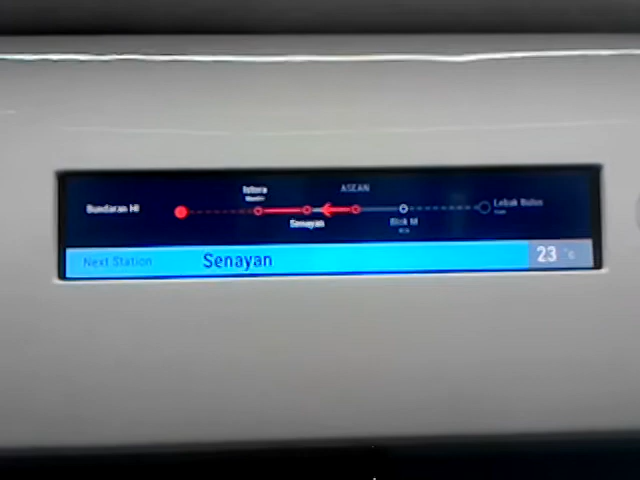 Istora
ASEAN
Bundaran HI
Lebak Bulus
Senayan
Blok M
Next Station
Senayan
23 °C